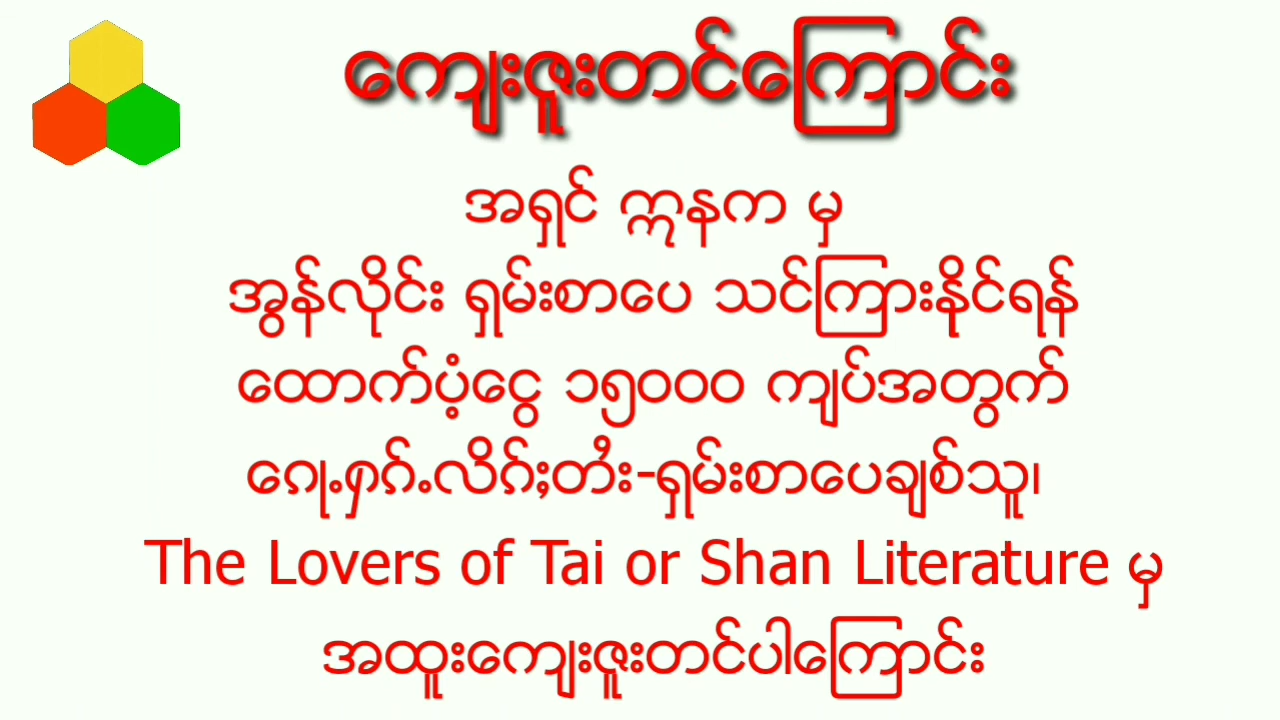 ကျေးဇူးတင်ကြောင်း
အရှင် ဣနက မှ
အွန်လိုင်း ရှမ်းစာပေ သင်ကြားနိုင်ရန်
ထောက်ပံ့ငွေ ၁၅၀၀၀ ကျပ်အတွက်
ၵေႃႉႁၵ်ႉလိၵ်ႈတႆး-ရှမ်းစာပေချစ်သူ၊
The Lovers of Tai or Shan Literature မှ
အထူးကျေးဇူးတင်ပါကြောင်း